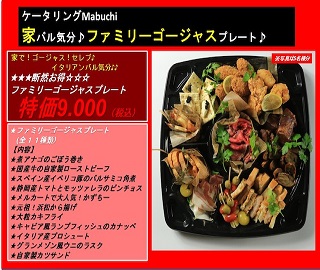 ケータリングMabuchi
家バル気分♪ファミリーゴージャスプレート♪
※写真は5名様分
家で！ゴージャス！セレブ♪
イタリアンバル気分♪♪
★★★断然お得☆☆☆
ファミリーゴージャスプレート
特価9.000（税込）
★ファミリーゴージャスプレート
（全１１種類）
【内容】
★煮アナゴのごぼう巻き
★国産牛の自家製ローストビーフ
★スペイン産イベリコ豚のバルサミコ角煮
★静岡産トマトとモッツァレラのピンチョス
★メルカートで大人気！かずちー
★元祖！浜松から揚げ
★大粒カキフライ
★キャビア風ランプフィッシュのカナッペ
★イタリア産プロシュート
★グランメゾン風ウニのラスク
★自家製カツサンド